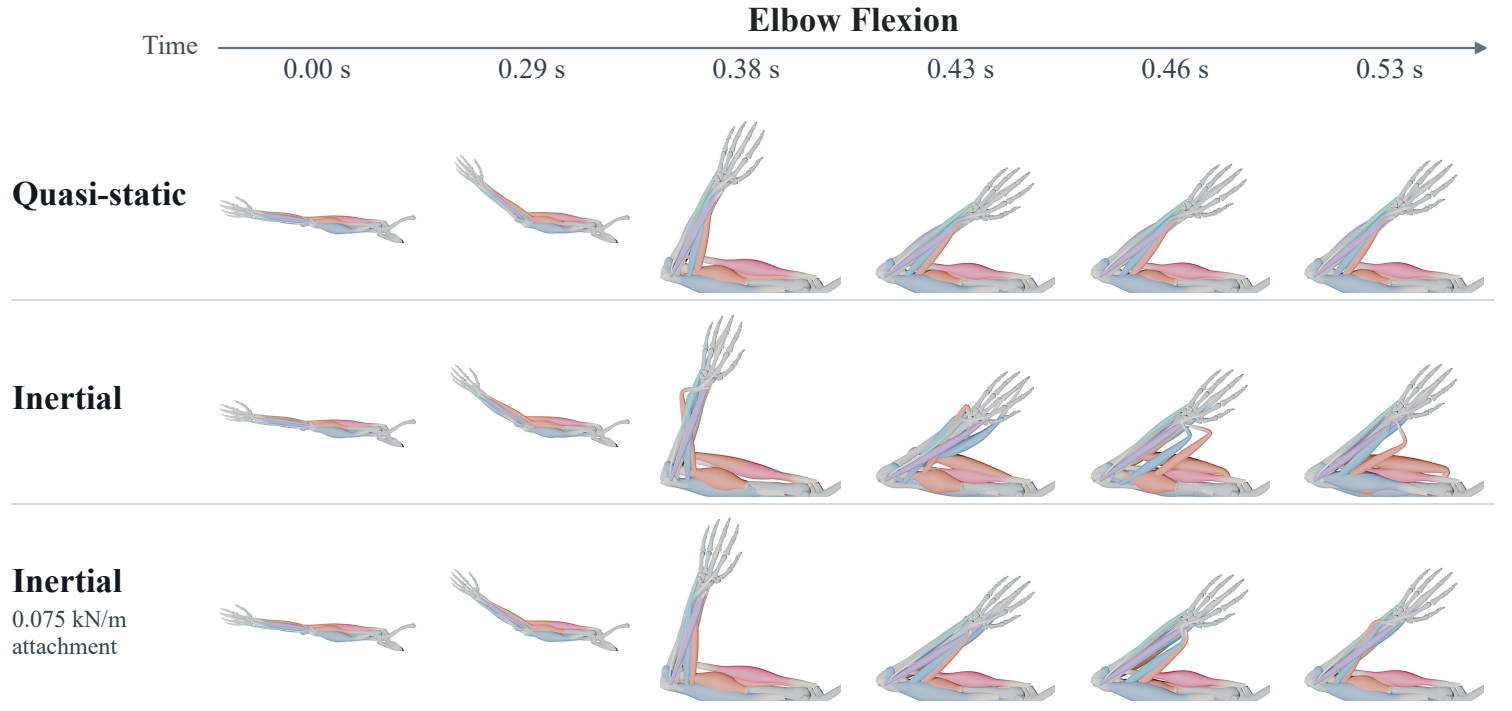 Elbow Flexion
Time
0.00 s 0.29 s 0.38 s 0.43 s 0.46 s 0.53 s
Quasi-static
Inertial
Inertial
0.075 kN/m
attachment